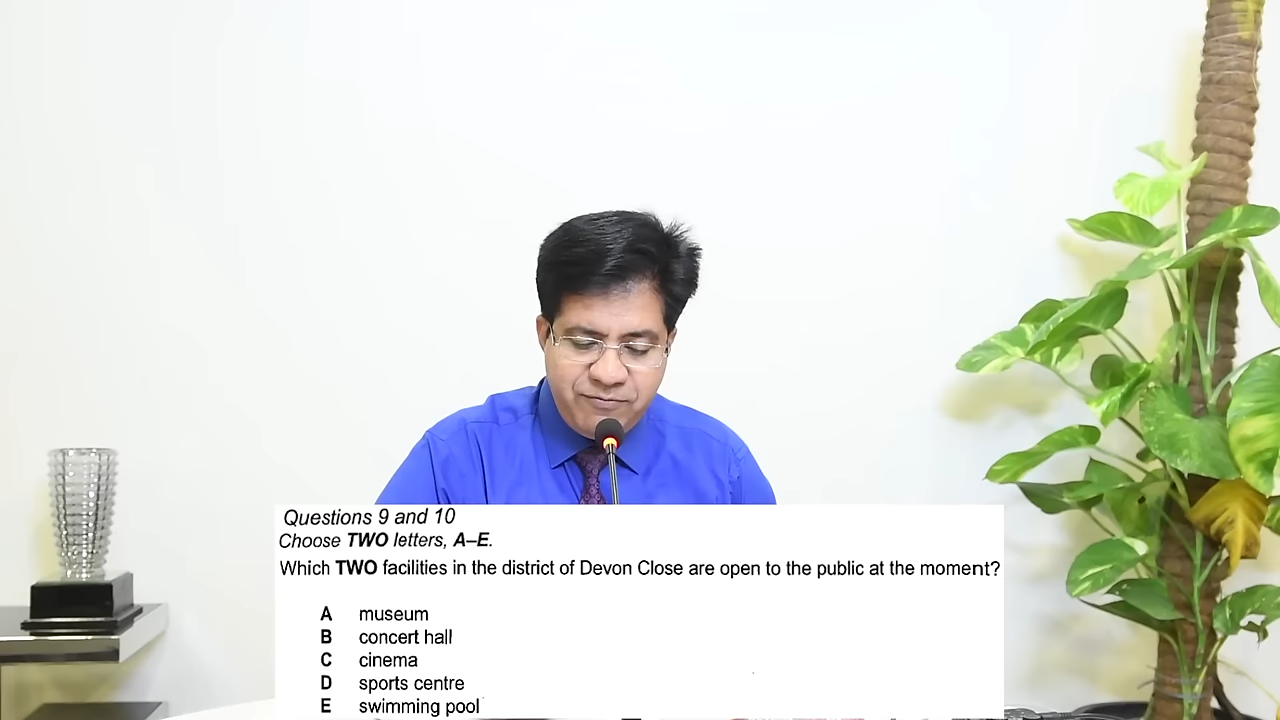 Questions 9 and 10
Choose TWO letters, A–E.
Which TWO facilities in the district of Devon Close are open to the public at the moment?
A museum
B concert hall
C cinema
D sports centre
E swimming pool